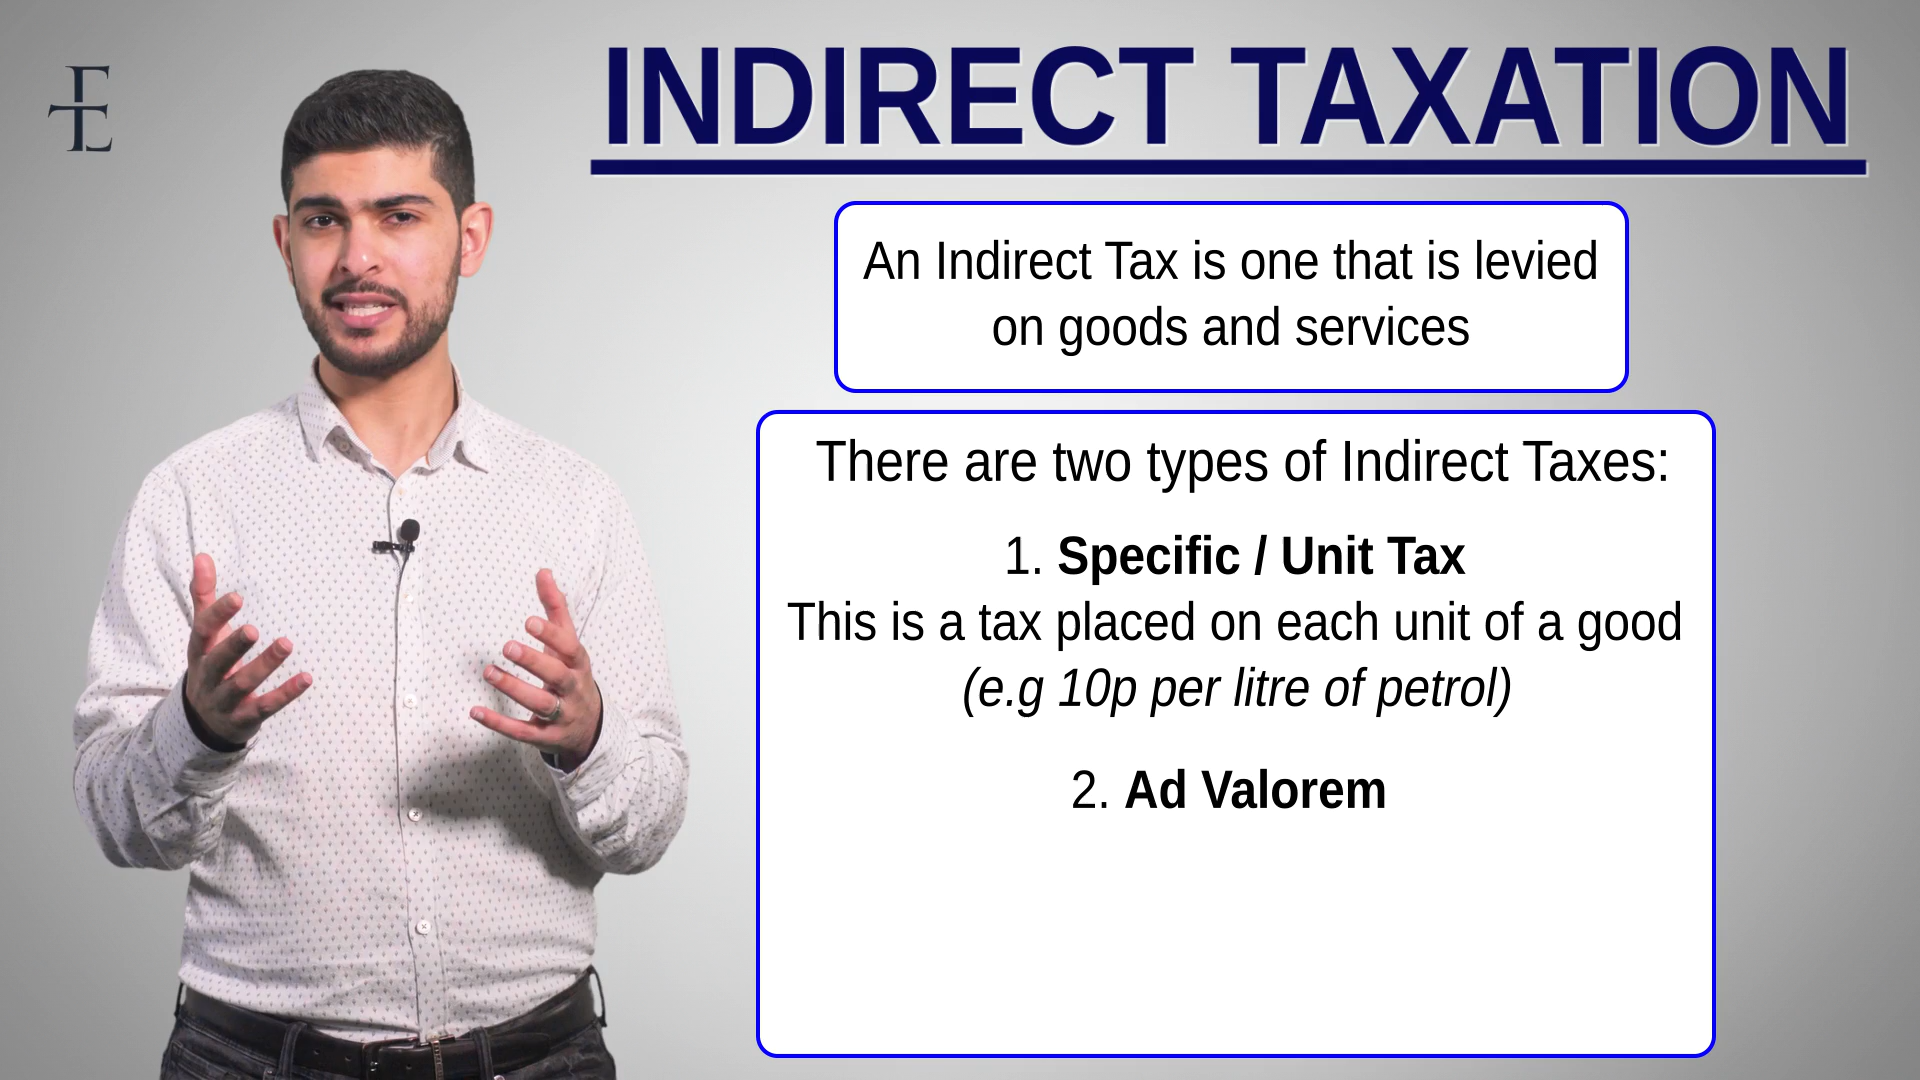 INDIRECT TAXATION
An Indirect Tax is one that is levied
on goods and services
There are two types of Indirect Taxes:
1. Specific / Unit Tax
This is a tax placed on each unit of a good
(e.g 10p per litre of petrol)
2. Ad Valorem